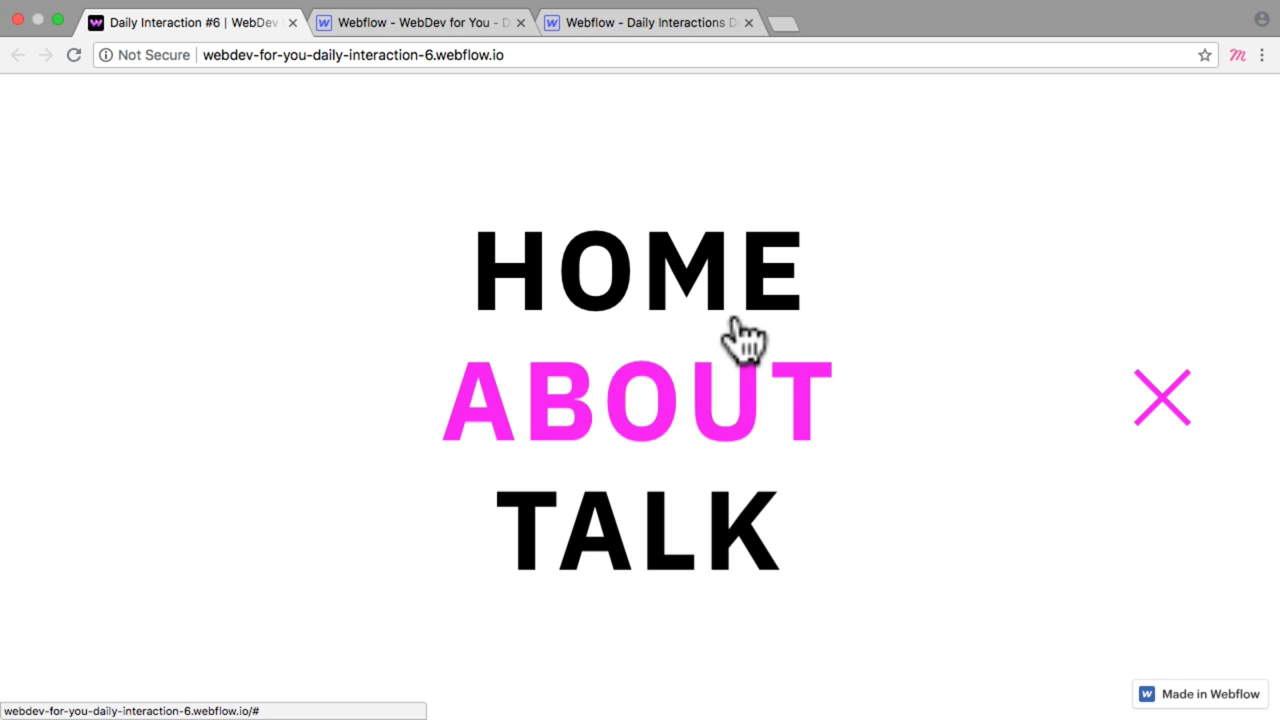 Daily Interaction #6 | WebDev
Webflow - WebDev for You - D
Webflow - Daily Interactions D
Not Secure
webdev-for-you-daily-interaction-6.webflow.io
HOME
ABOUT
TALK
Made in Webflow
webdev-for-you-daily-interaction-6.webflow.io/#